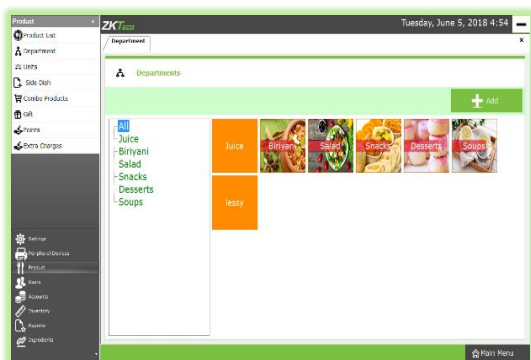 Product
Product List
Department
Units
Side Dish
Combo Products
Gift
Points
Extra Charges
Settings
Peripheral Devices
Product
Users
Accounts
Inventory
Reports
Ingredients
ZKTeco
Tuesday, June 5, 2018 4:54
Department
x
Departments
Add
All
Juice
Biriyani
Salad
Snacks
Desserts
Soups
Juice
Biriyani
Salad
Snacks
Desserts
Soups
lessy
Main Menu